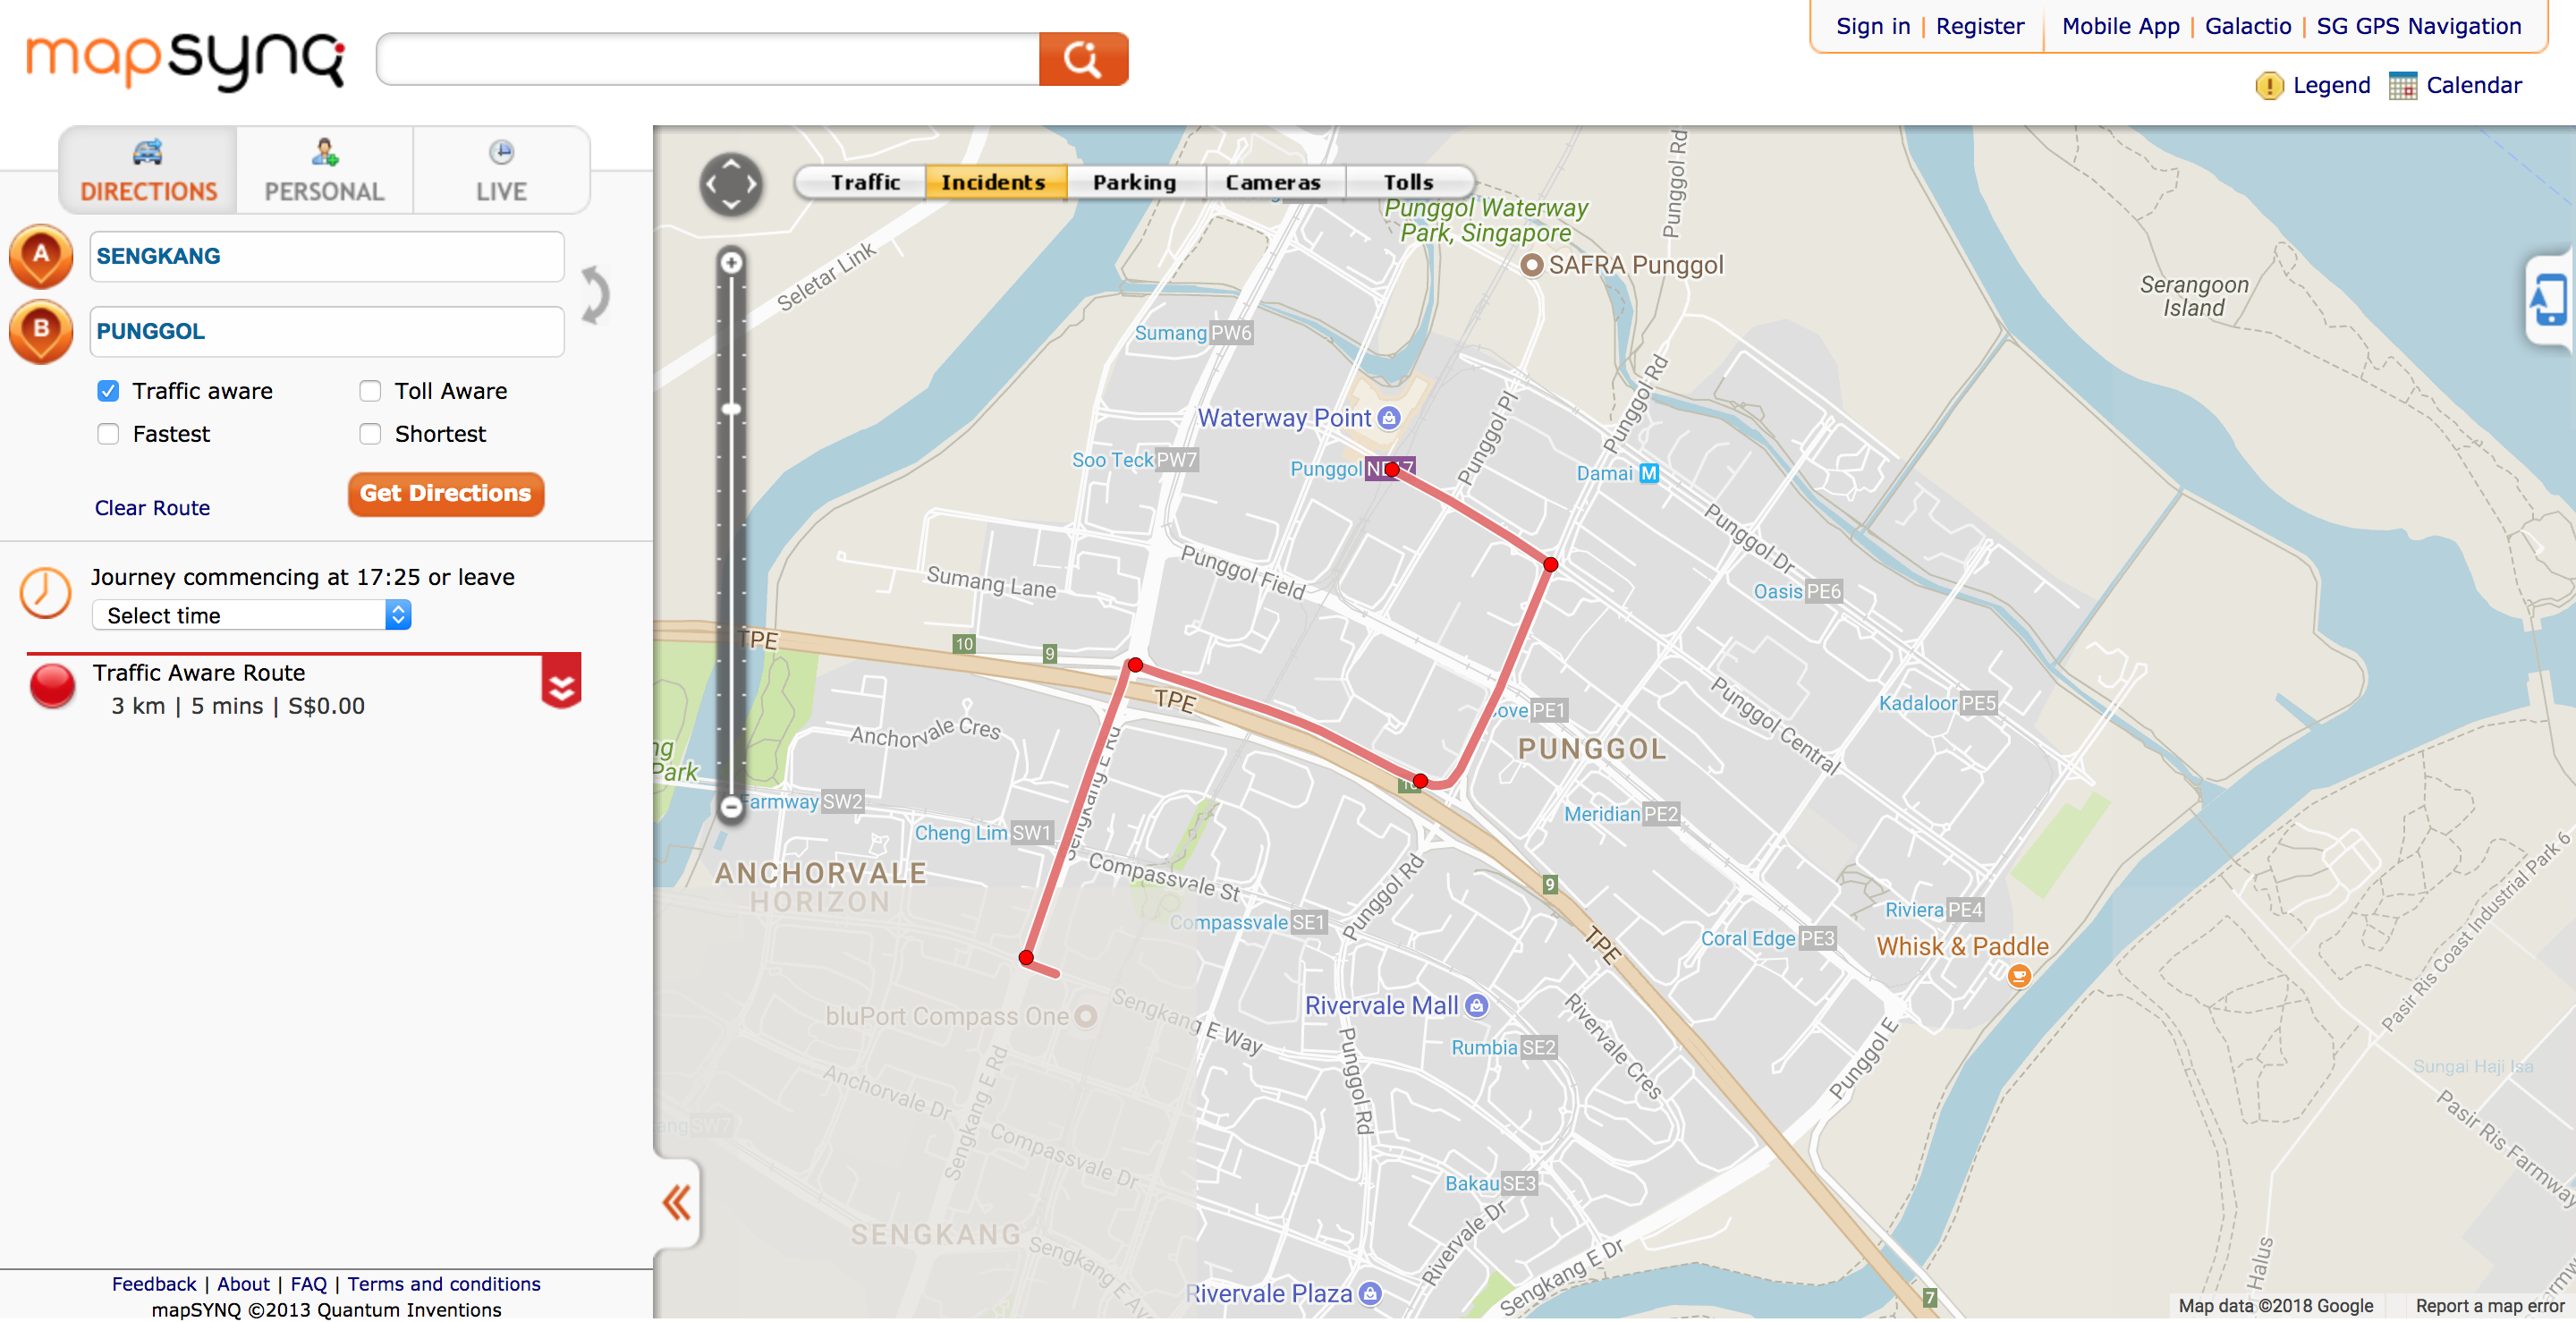 mapsynq
Sign in | Register
Mobile App | Galactio | SG GPS Navigation
Legend
Calendar
DIRECTIONS
PERSONAL
LIVE
A
SENGKANG
B
PUNGGOL
Traffic aware
Toll Aware
Fastest
Shortest
Clear Route
Get Directions
Journey commencing at 17:25 or leave
Select time
Traffic Aware Route
3 km | 5 mins | S$0.00
Feedback | About | FAQ | Terms and conditions
mapSYNQ ©2013 Quantum Inventions
Traffic
Incidents
Parking
Cameras
Tolls
Punggol Waterway
Park, Singapore
Punggol Rd
SAFRA Punggol
Seletar Link
Serangoon
Island
Sumang PW6
Waterway Point
Punggol Pl
Punggol Rd
Soo Teck PW7
Punggol
Damai
Punggol Dr
Punggol Field
Sumang Lane
Oasis PE6
TPE
10
9
TPE
Sengkang E Rd
Anchorvale Cres
PE1
Punggol Central
Kadaloor PE5
PUNGGOL
Park
Farmway SW2
Cheng Lim SW1
Meridian PE2
Compassvale St
Punggol Rd
ANCHORVALE
HORIZON
9
Compassvale SE1
TPE
Riviera PE4
Coral Edge PE3
Whisk & Paddle
Pasir Ris Coast Industrial Park 6
bluPort Compass One
Sengkang E Way
Rivervale Mall
Rumbia SE2
Rivervale Cres
Punggol E
Sungai Haji Isa
Anchorvale Dr
Sengkang E Rd
Punggol Rd
Compassvale Dr
Pasir Ris Farmway
SW7
Bakau SE3
SENGKANG
Sengkang E Av
Rivervale Dr
Sengkang E Dr
Halus
Rivervale Plaza
7
Map data ©2018 Google
Report a map error